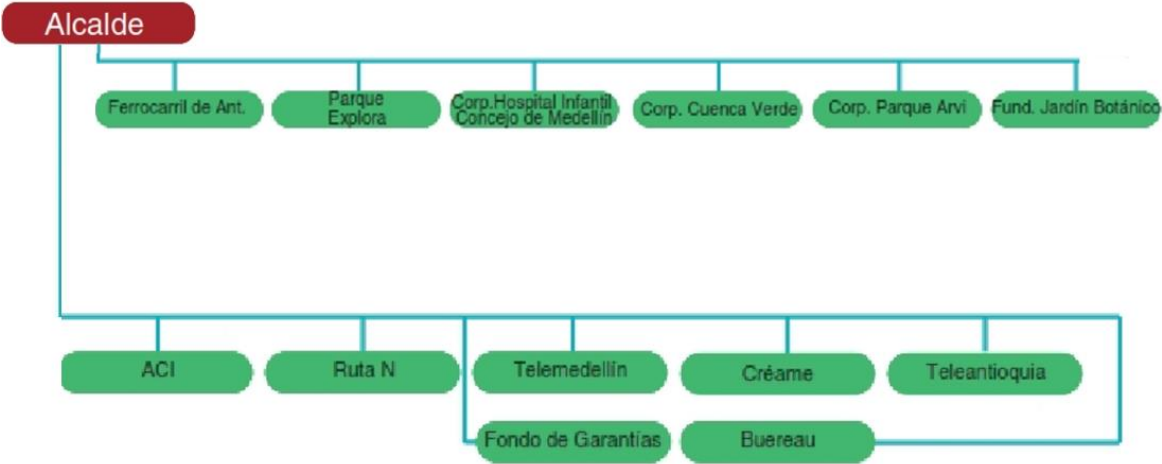 Alcalde
Ferrocarril de Ant.
Parque
Explora
Corp.Hospital Infantil
Concejo de Medellín
Corp. Cuenca Verde
Corp. Parque Arvi
Fund. Jardín Botánico
ACI
Ruta N
Telemedellín
Créame
Teleantioquia
Fondo de Garantías
Buereau